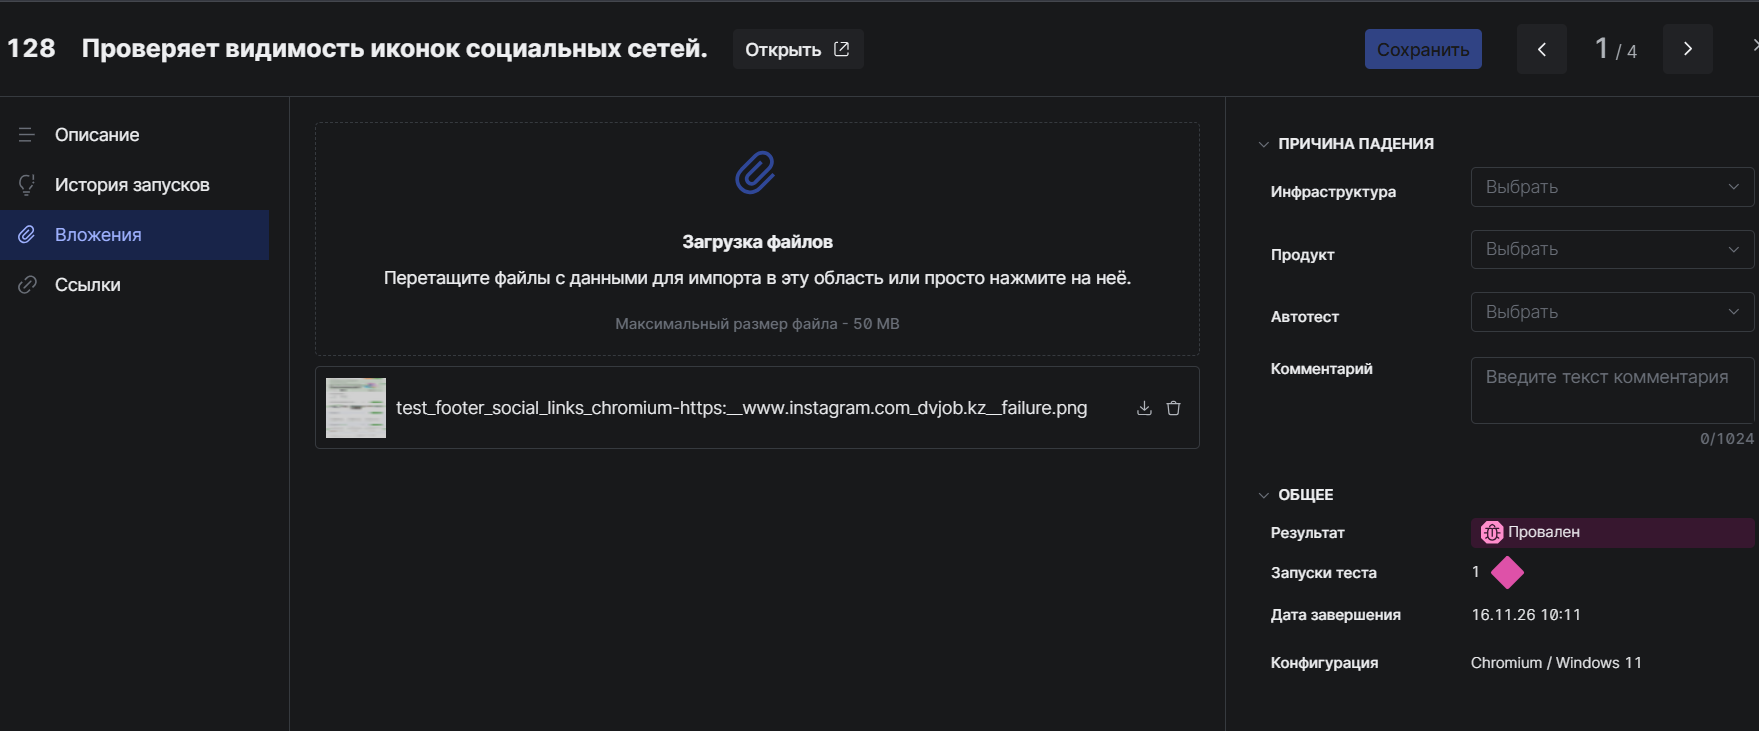 128 Проверяет видимость иконок социальных сетей. Открыть Сохранить 1 / 4
Описание
История запусков
Вложения
Ссылки
Загрузка файлов
Перетащите файлы с данными для импорта в эту область или просто нажмите на неё.
Максимальный размер файла - 50 MB
test_footer_social_links_chromium-https:__www.instagram.com_dvjob.kz__failure.png
ПРИЧИНА ПАДЕНИЯ
Инфраструктура Выбрать
Продукт Выбрать
Автотест Выбрать
Комментарий Введите текст комментария
0/1024
ОБЩЕЕ
Результат Провален
Запуски теста 1
Дата завершения 16.11.26 10:11
Конфигурация Chromium / Windows 11